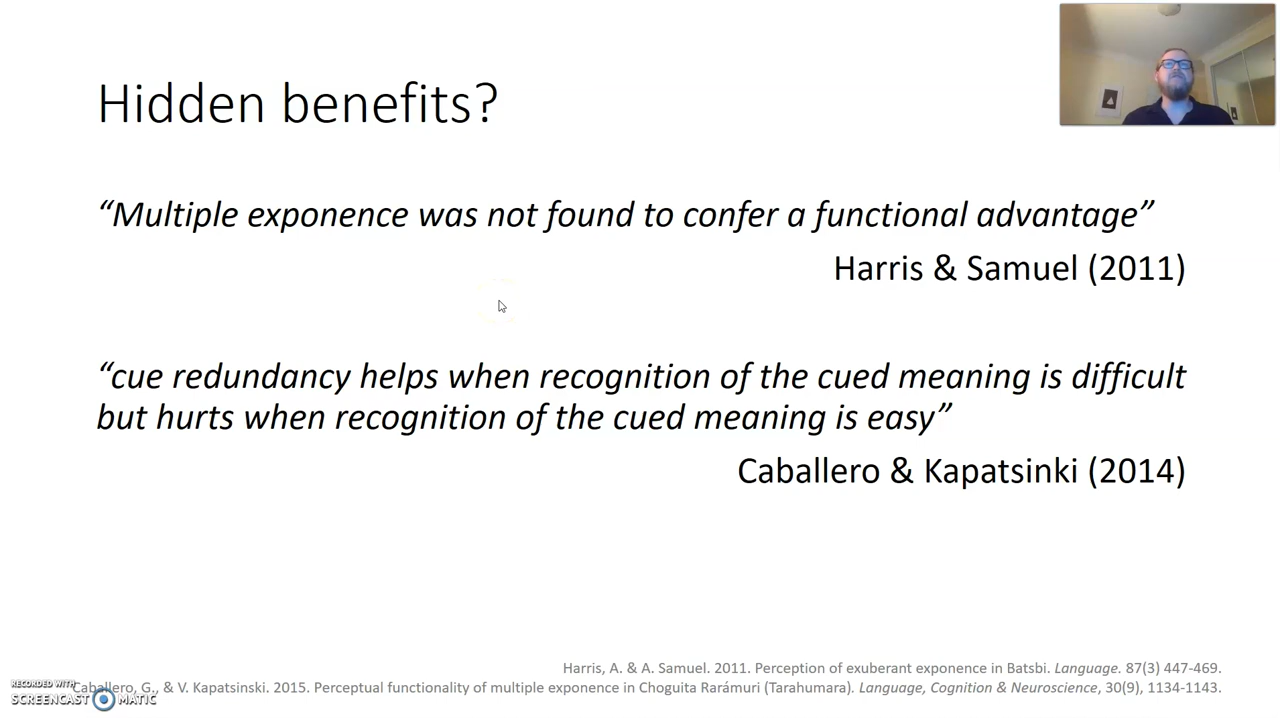 Hidden benefits?
“Multiple exponence was not found to confer a functional advantage”
Harris & Samuel (2011)
“cue redundancy helps when recognition of the cued meaning is difficult
but hurts when recognition of the cued meaning is easy”
Caballero & Kapatsinki (2014)
Harris, A. & A. Samuel. 2011. Perception of exuberant exponence in Batsbi. Language. 87(3) 447-469.
Caballero, G., & V. Kapatsinski. 2015. Perceptual functionality of multiple exponence in Choguita Rarámuri (Tarahumara). Language, Cognition & Neuroscience, 30(9), 1134-1143.
RECORDED WITH
SCREENCAST MATIC